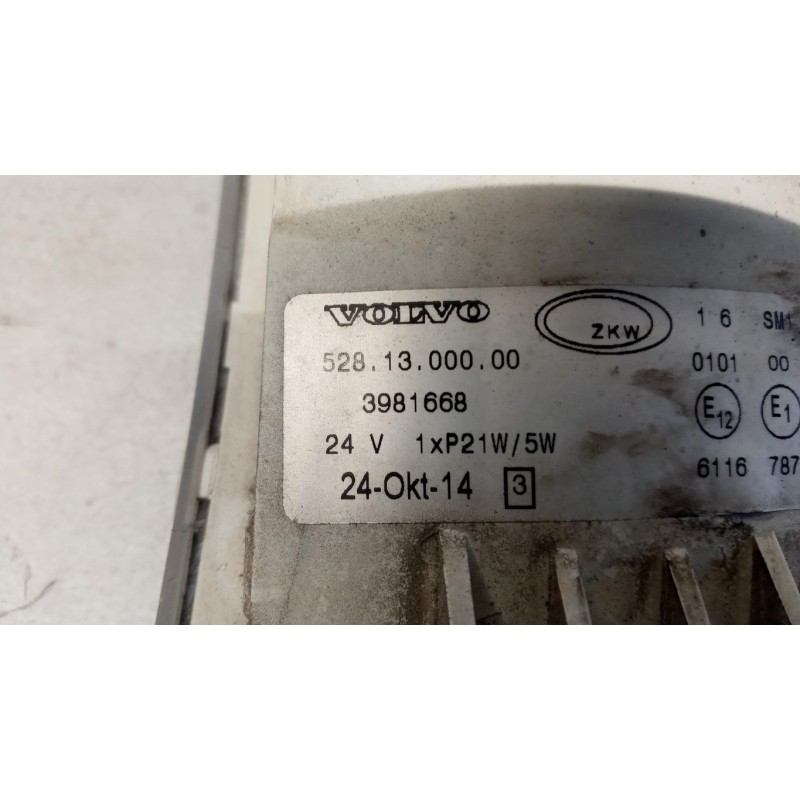 VOLVO ZKW 1 6 SM1
528.13.000.00 0101 00
3981668 E12 E1
24 V 1xP21W/5W
24-Okt-14 3 6116 787